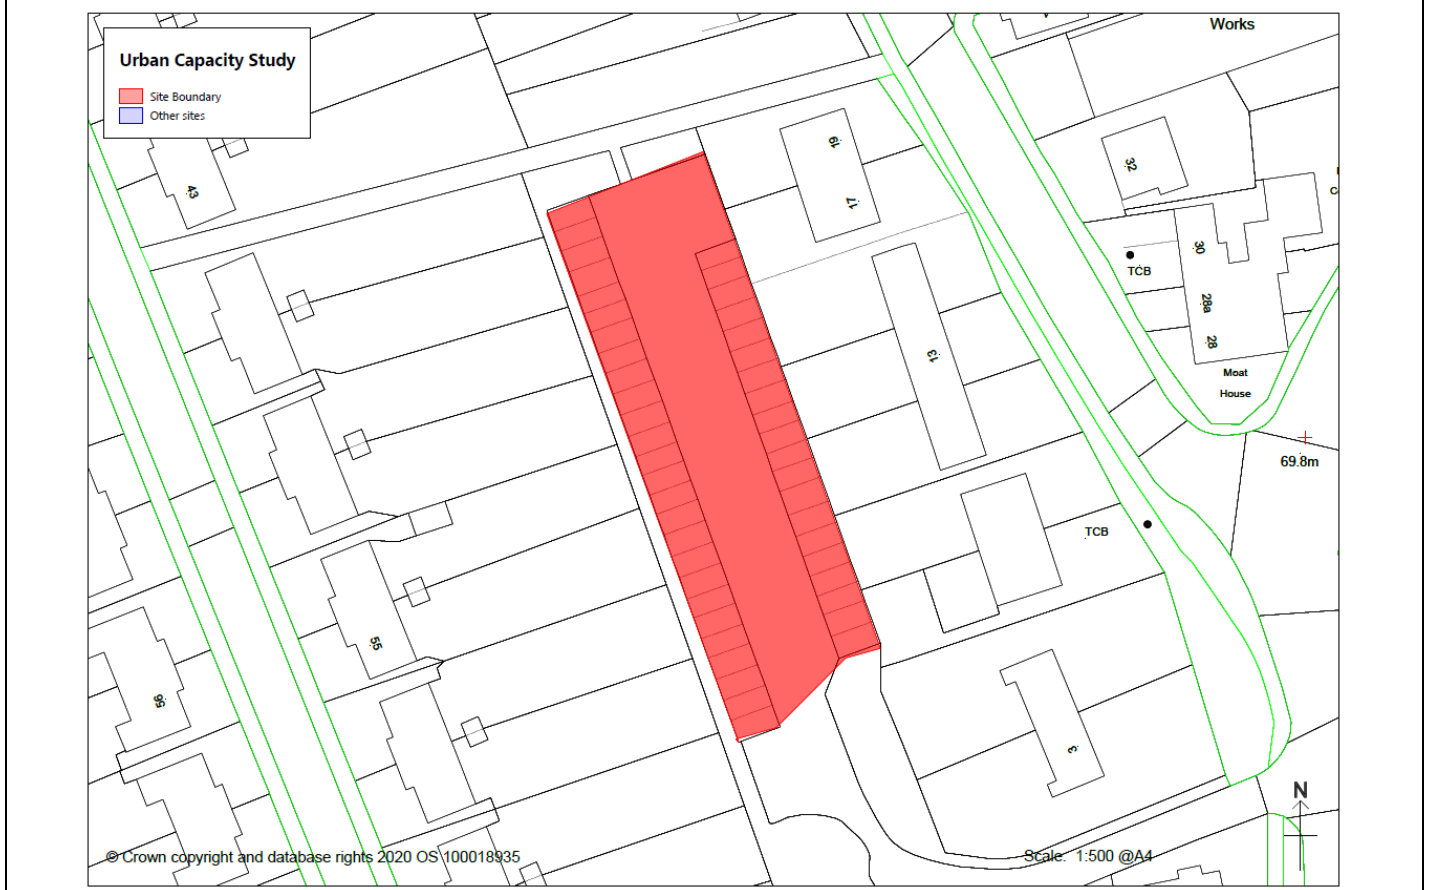 Works
Urban Capacity Study
Site Boundary
Other sites
19
17
32
43
30
TCB
28a
28
13
Moat
House
69.8m
TCB
55
56
3
N
© Crown copyright and database rights 2020 OS 100018935
Scale. 1:500 @A4